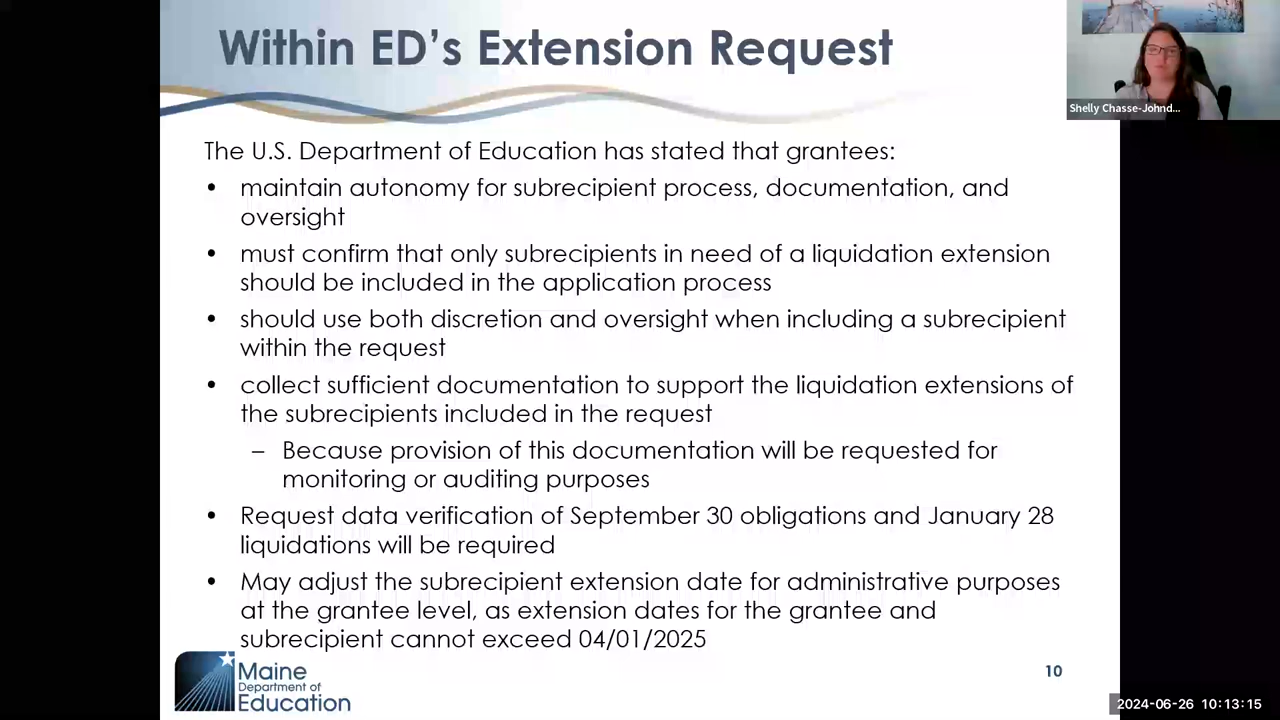 Within ED's Extension Request
Shelly Chasse-Johnd...
The U.S. Department of Education has stated that grantees:
• maintain autonomy for subrecipient process, documentation, and
oversight
• must confirm that only subrecipients in need of a liquidation extension
should be included in the application process
• should use both discretion and oversight when including a subrecipient
within the request
• collect sufficient documentation to support the liquidation extensions of
the subrecipients included in the request
– Because provision of this documentation will be requested for
monitoring or auditing purposes
• Request data verification of September 30 obligations and January 28
liquidations will be required
• May adjust the subrecipient extension date for administrative purposes
at the grantee level, as extension dates for the grantee and
subrecipient cannot exceed 04/01/2025
Maine
Department of
Education
10
2024-06-26 10:13:15